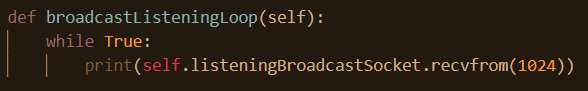 def broadcastListeningLoop(self):
    while True:
        print(self.listeningBroadcastSocket.recvfrom(1024))